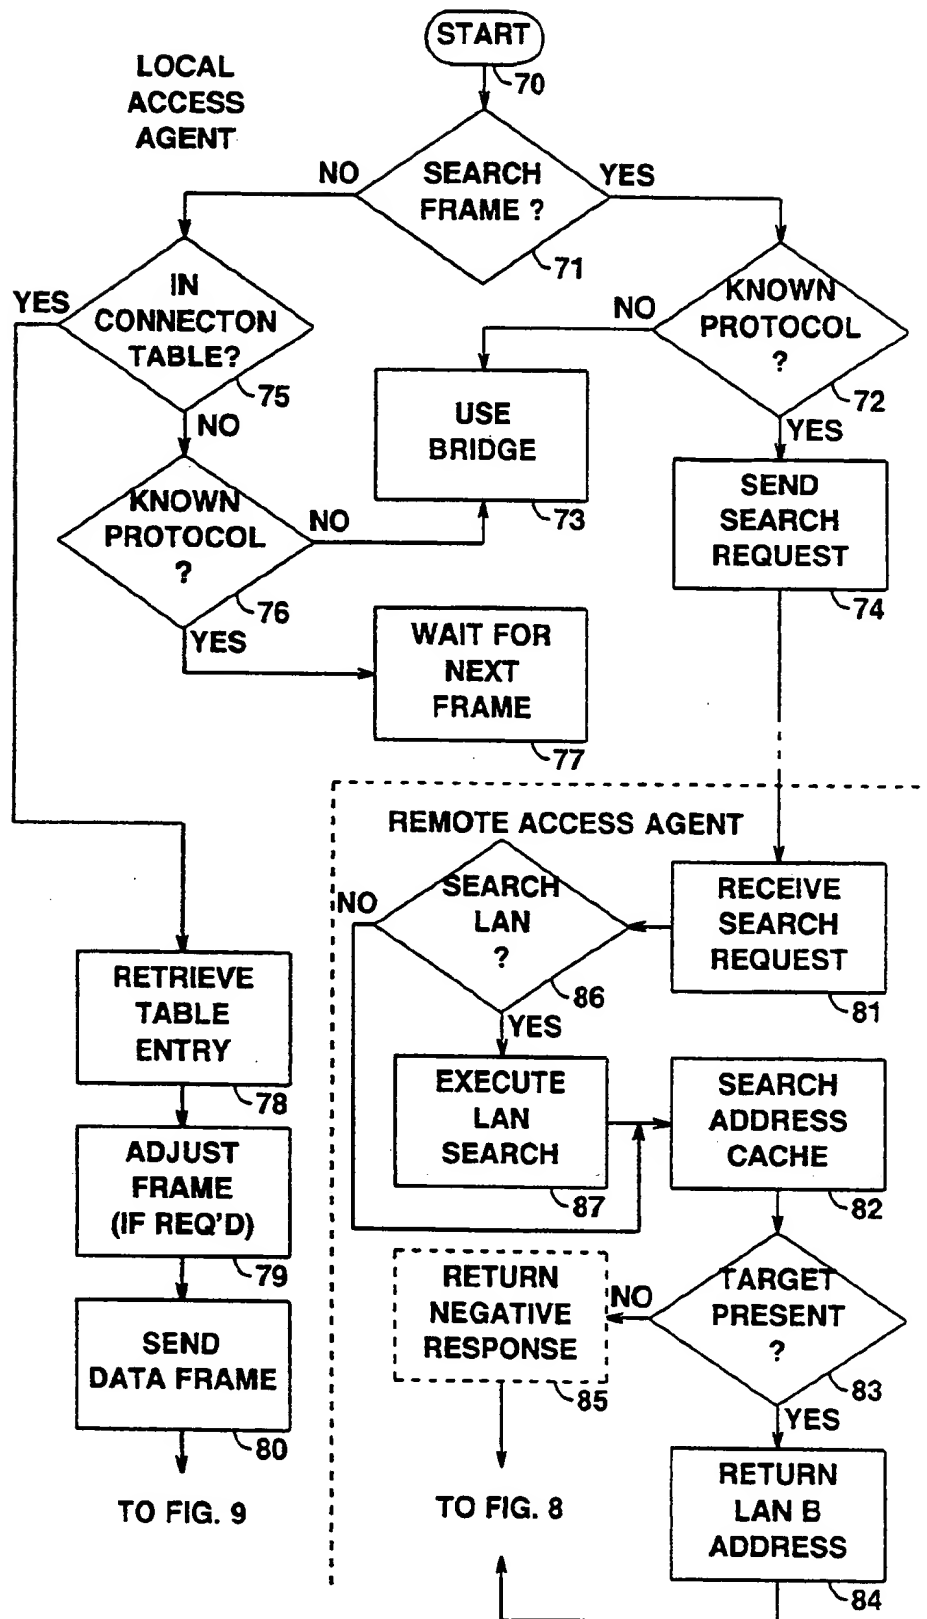 START
70
LOCAL
ACCESS
AGENT
NO
SEARCH
FRAME ?
YES
71
YES
IN
CONNECTON
TABLE?
75
NO
NO
KNOWN
PROTOCOL
?
72
YES
USE
BRIDGE
73
KNOWN
PROTOCOL
?
NO
76
YES
SEND
SEARCH
REQUEST
74
WAIT FOR
NEXT
FRAME
77
REMOTE ACCESS AGENT
NO
SEARCH
LAN
?
86
YES
RECEIVE
SEARCH
REQUEST
81
RETRIEVE
TABLE
ENTRY
78
EXECUTE
LAN
SEARCH
87
SEARCH
ADDRESS
CACHE
82
ADJUST
FRAME
(IF REQ'D)
79
RETURN
NEGATIVE
RESPONSE
85
NO
TARGET
PRESENT
?
83
YES
SEND
DATA FRAME
80
TO FIG. 9
TO FIG. 8
RETURN
LAN B
ADDRESS
84